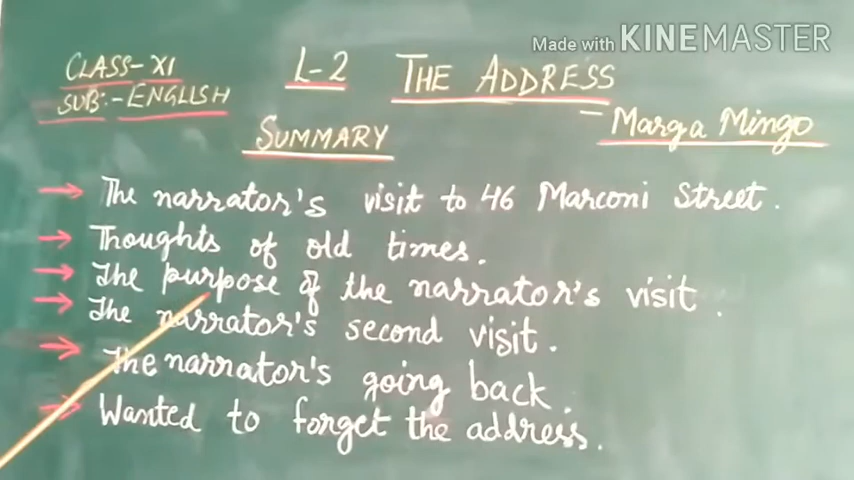 Made with KINEMASTER
CLASS-XI
SUB:-ENGLISH
L-2 THE ADDRESS
- Marga Mingo
SUMMARY
→ The narrator's visit to 46 Marconi Street.
→ Thoughts of old times.
→ The purpose of the narrator's visit.
→ The narrator's second visit.
→ The narrator's going back.
→ Wanted to forget the address.